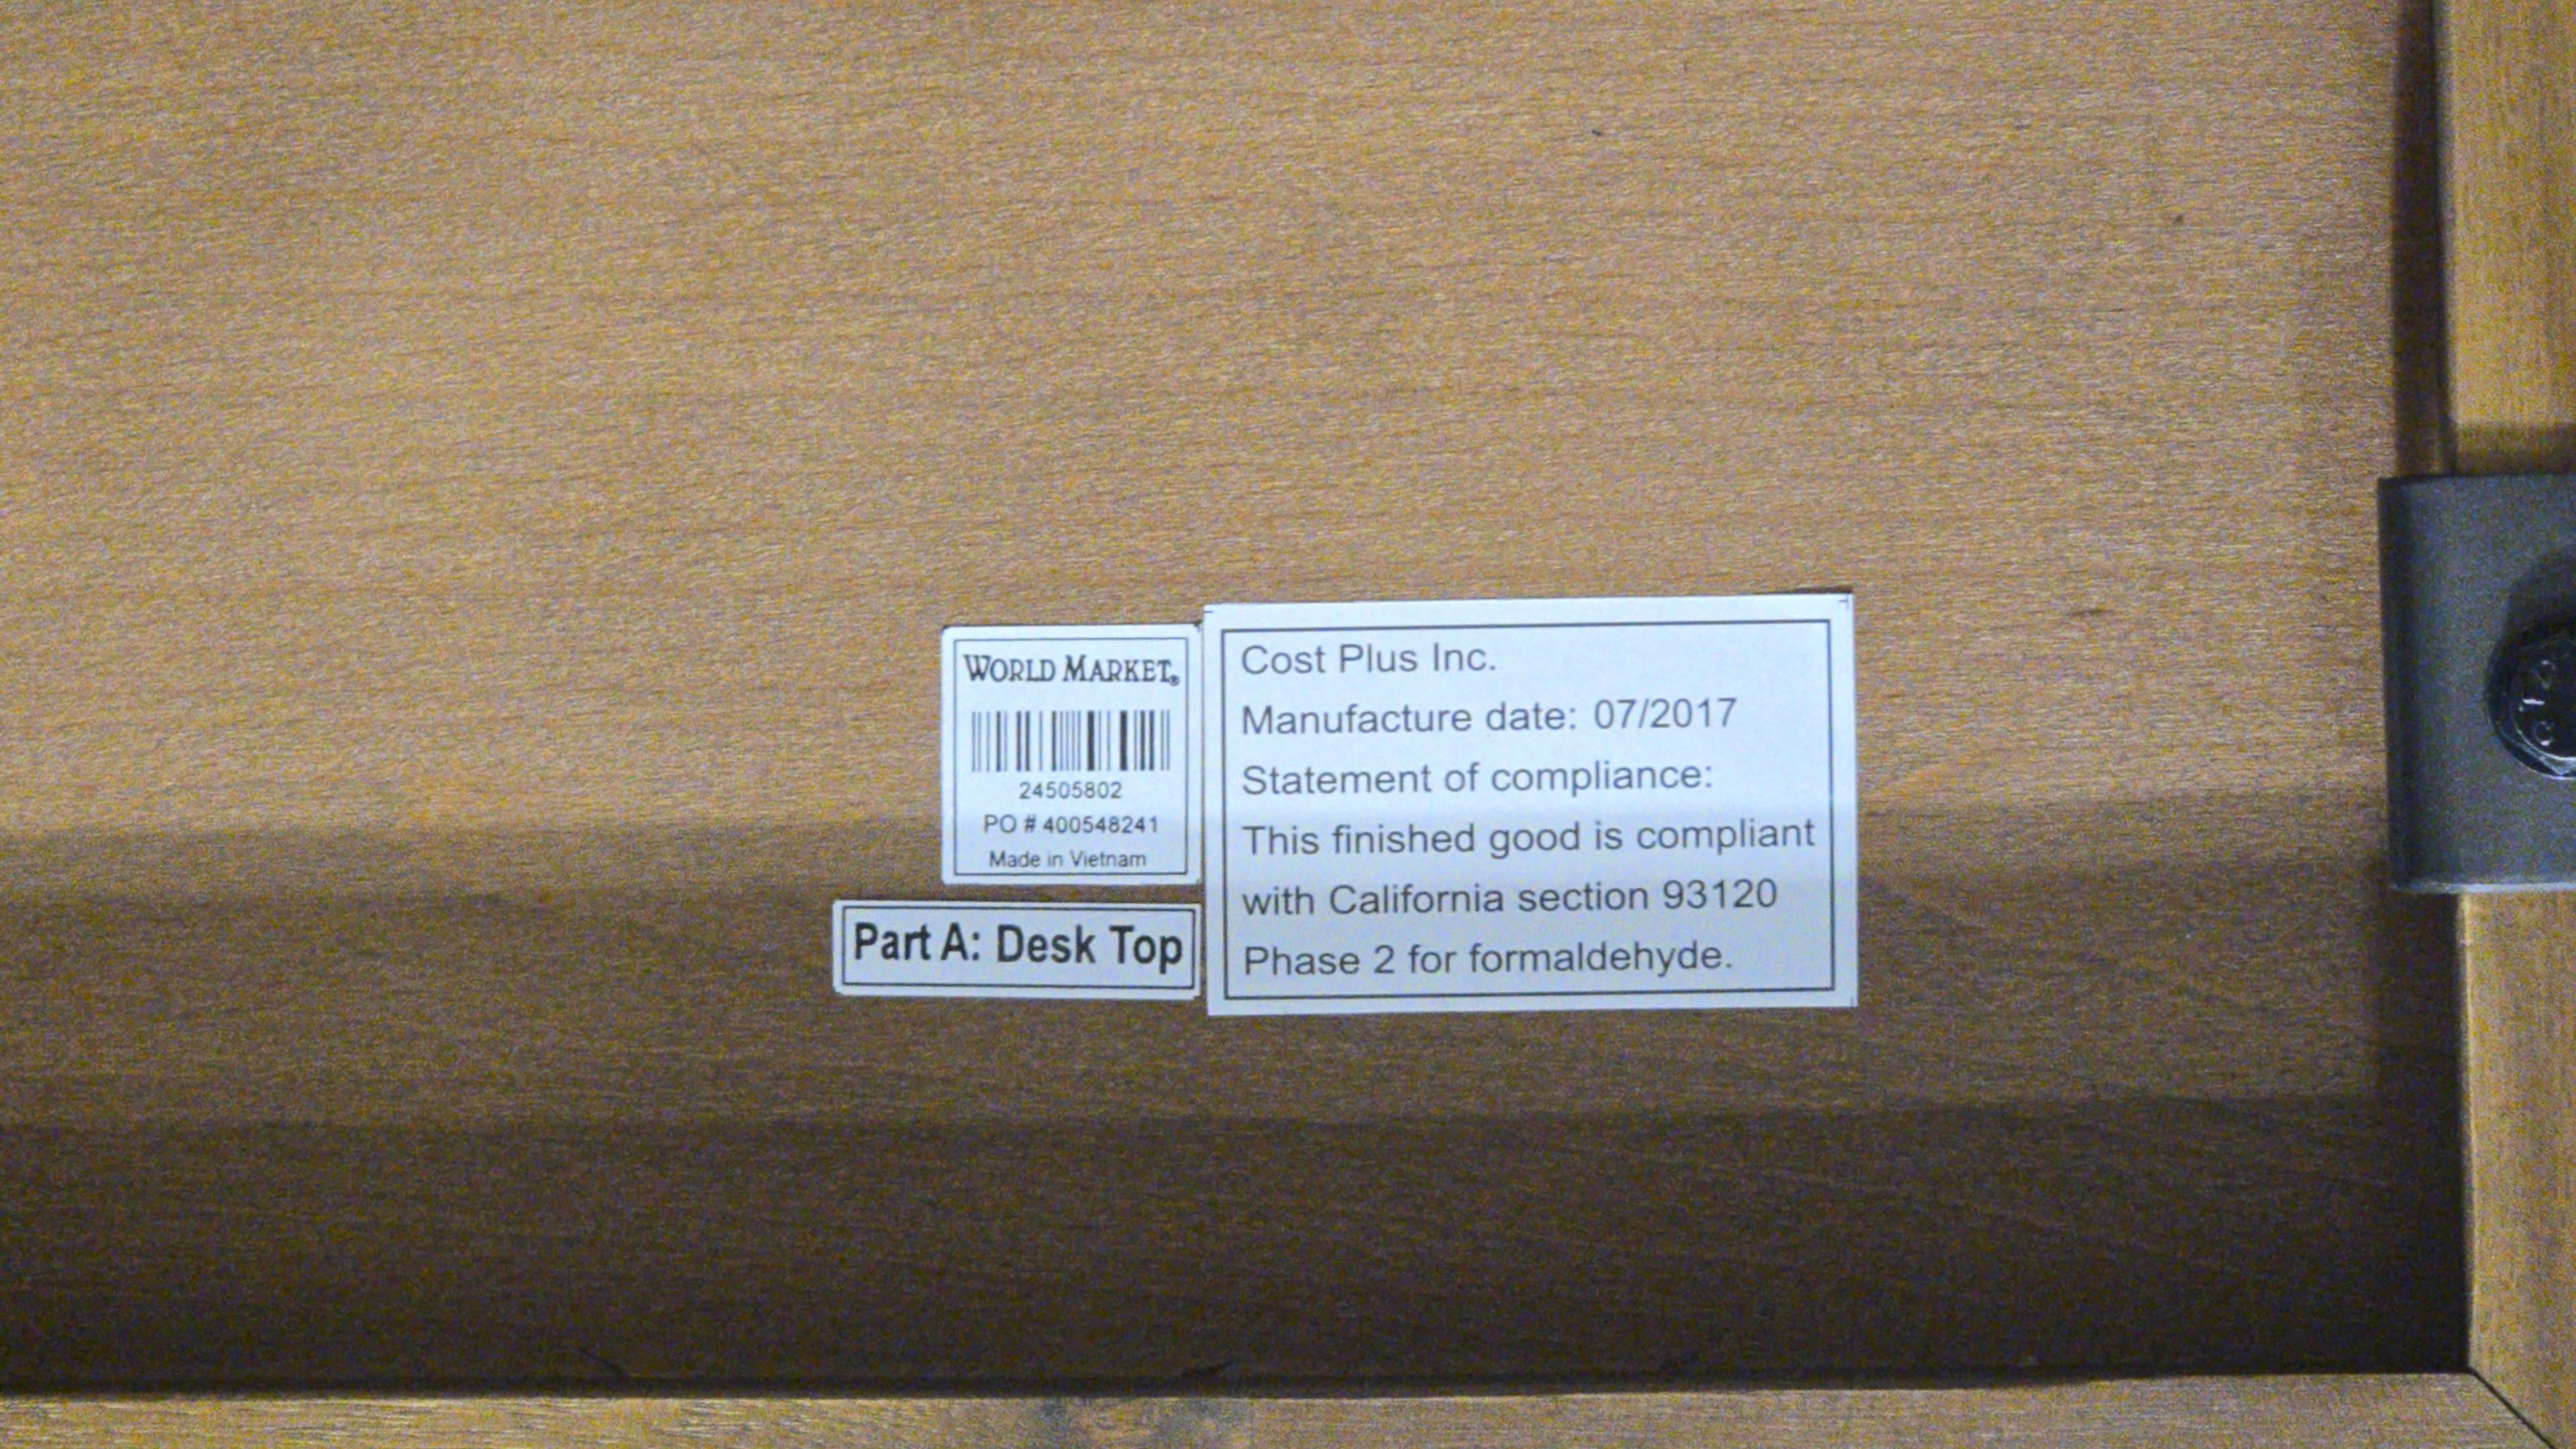 WORLD MARKET®
24505802
PO # 400548241
Made in Vietnam
Part A: Desk Top
Cost Plus Inc.
Manufacture date: 07/2017
Statement of compliance:
This finished good is compliant
with California section 93120
Phase 2 for formaldehyde.